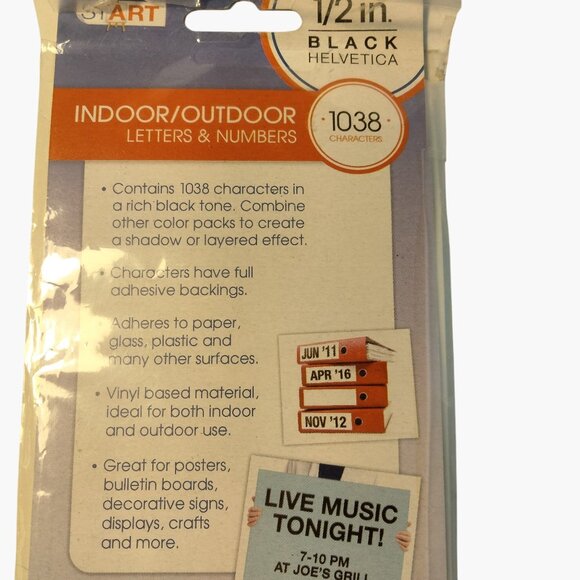 START
1/2 in.
BLACK
HELVETICA
INDOOR/OUTDOOR
LETTERS & NUMBERS
• 1038 •
CHARACTERS
• Contains 1038 characters in
a rich black tone. Combine
other color packs to create
a shadow or layered effect.
• Characters have full
adhesive backings.
• Adheres to paper,
glass, plastic and
many other surfaces.
• Vinyl based material,
ideal for both indoor
and outdoor use.
• Great for posters,
bulletin boards,
decorative signs,
displays, crafts
and more.
JUN '11
APR '16
NOV '12
LIVE MUSIC
TONIGHT!
7-10 PM
AT JOE'S GRILL